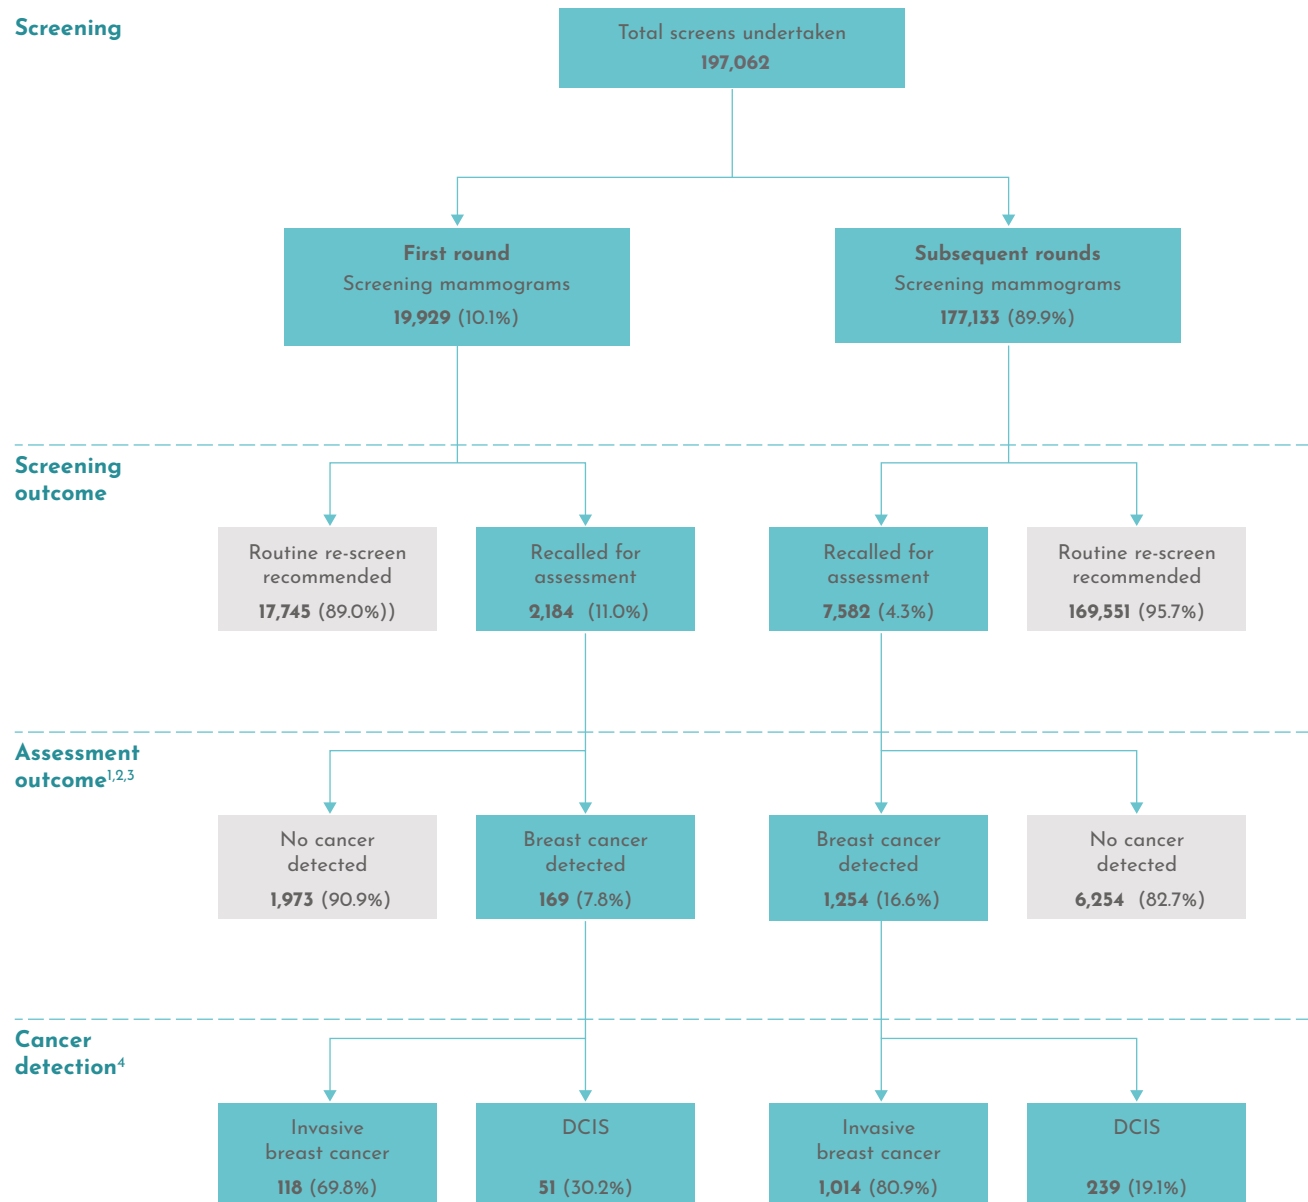 Screening
Total screens undertaken
197,062
First round
Screening mammograms
19,929 (10.1%)
Subsequent rounds
Screening mammograms
177,133 (89.9%)
Screening
outcome
Routine re-screen
recommended
17,745 (89.0%))
Recalled for
assessment
2,184 (11.0%)
Recalled for
assessment
7,582 (4.3%)
Routine re-screen
recommended
169,551 (95.7%)
Assessment
outcome1,2,3
No cancer
detected
1,973 (90.9%)
Breast cancer
detected
169 (7.8%)
Breast cancer
detected
1,254 (16.6%)
No cancer
detected
6,254 (82.7%)
Cancer
detection4
Invasive
breast cancer
118 (69.8%)
DCIS
51 (30.2%)
Invasive
breast cancer
1,014 (80.9%)
DCIS
239 (19.1%)